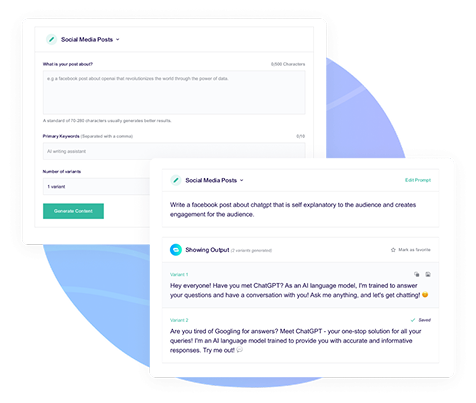 Social Media Posts
What is your post about?
0/500 Characters
e g a facebook post about openai that revolutionizes the world through the power of data.
A standard of 70-280 characters usually generates better results.
Primary Keywords (Separated with a comma)
0/10
AI writing assistant
Number of variants
1 variant
Generate Content
Social Media Posts
Edit Prompt
Write a facebook post about chatgpt that is self explanatory to the audience and creates
engagement for the audience.
Showing Output (2 variants generated)
Mark as favorite
Variant 1
Hey everyone! Have you met ChatGPT? As an AI language model, I'm trained to answer
your questions and have a conversation with you! Ask me anything, and let's get chatting! 😊
Variant 2
Saved
Are you tired of Googling for answers? Meet ChatGPT - your one-stop solution for all your
queries! I'm an AI language model trained to provide you with accurate and informative
responses. Try me out! 💬